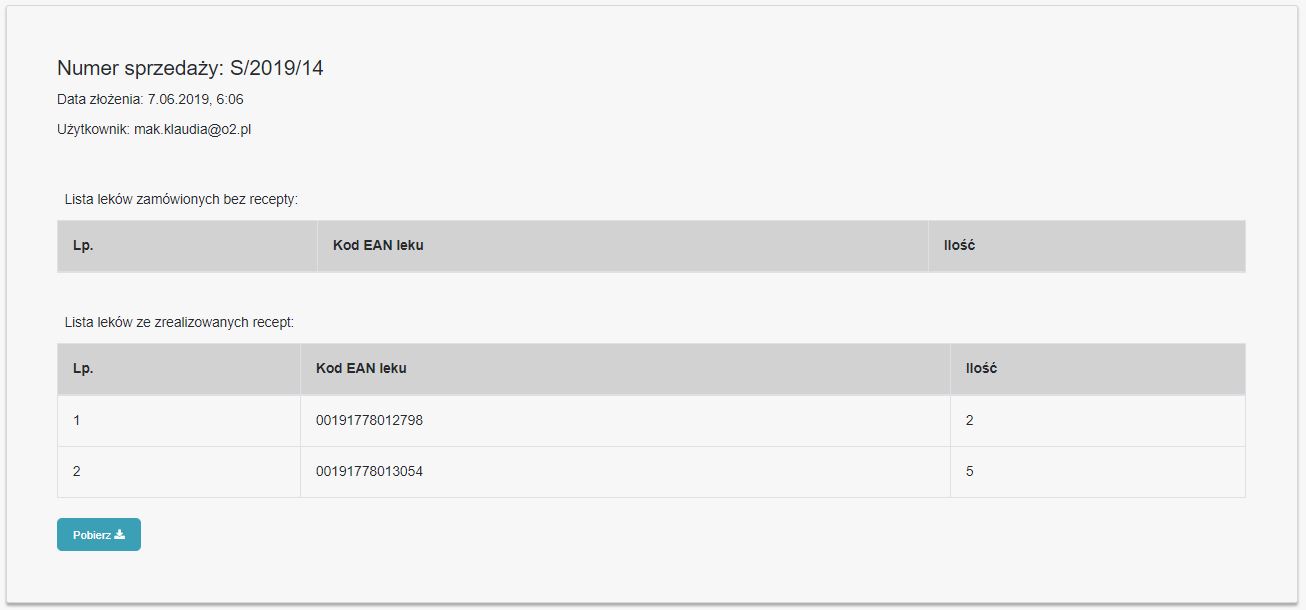 Numer sprzedaży: S/2019/14
Data złożenia: 7.06.2019, 6:06
Użytkownik: mak.klaudia@o2.pl
Lista leków zamówionych bez recepty:
Lp. Kod EAN leku Ilość
Lista leków ze zrealizowanych recept:
Lp. Kod EAN leku Ilość
1 00191778012798 2
2 00191778013054 5
Pobierz